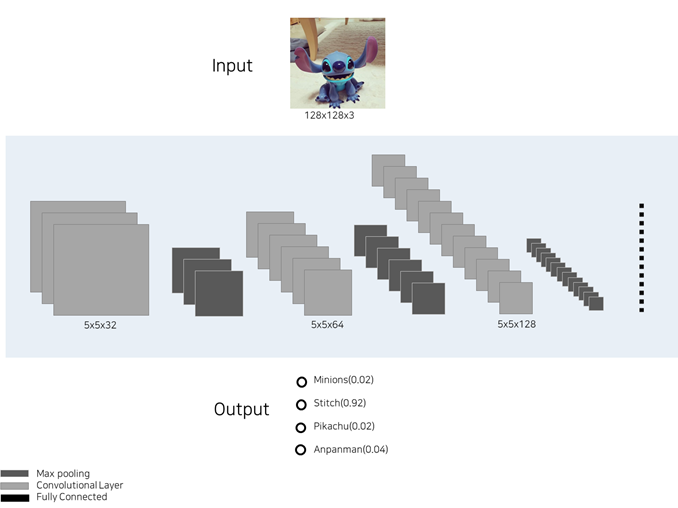 Input
128x128x3
5x5x32
5x5x64
5x5x128
Output
Minions(0.02)
Stitch(0.92)
Pikachu(0.02)
Anpanman(0.04)
Max pooling
Convolutional Layer
Fully Connected